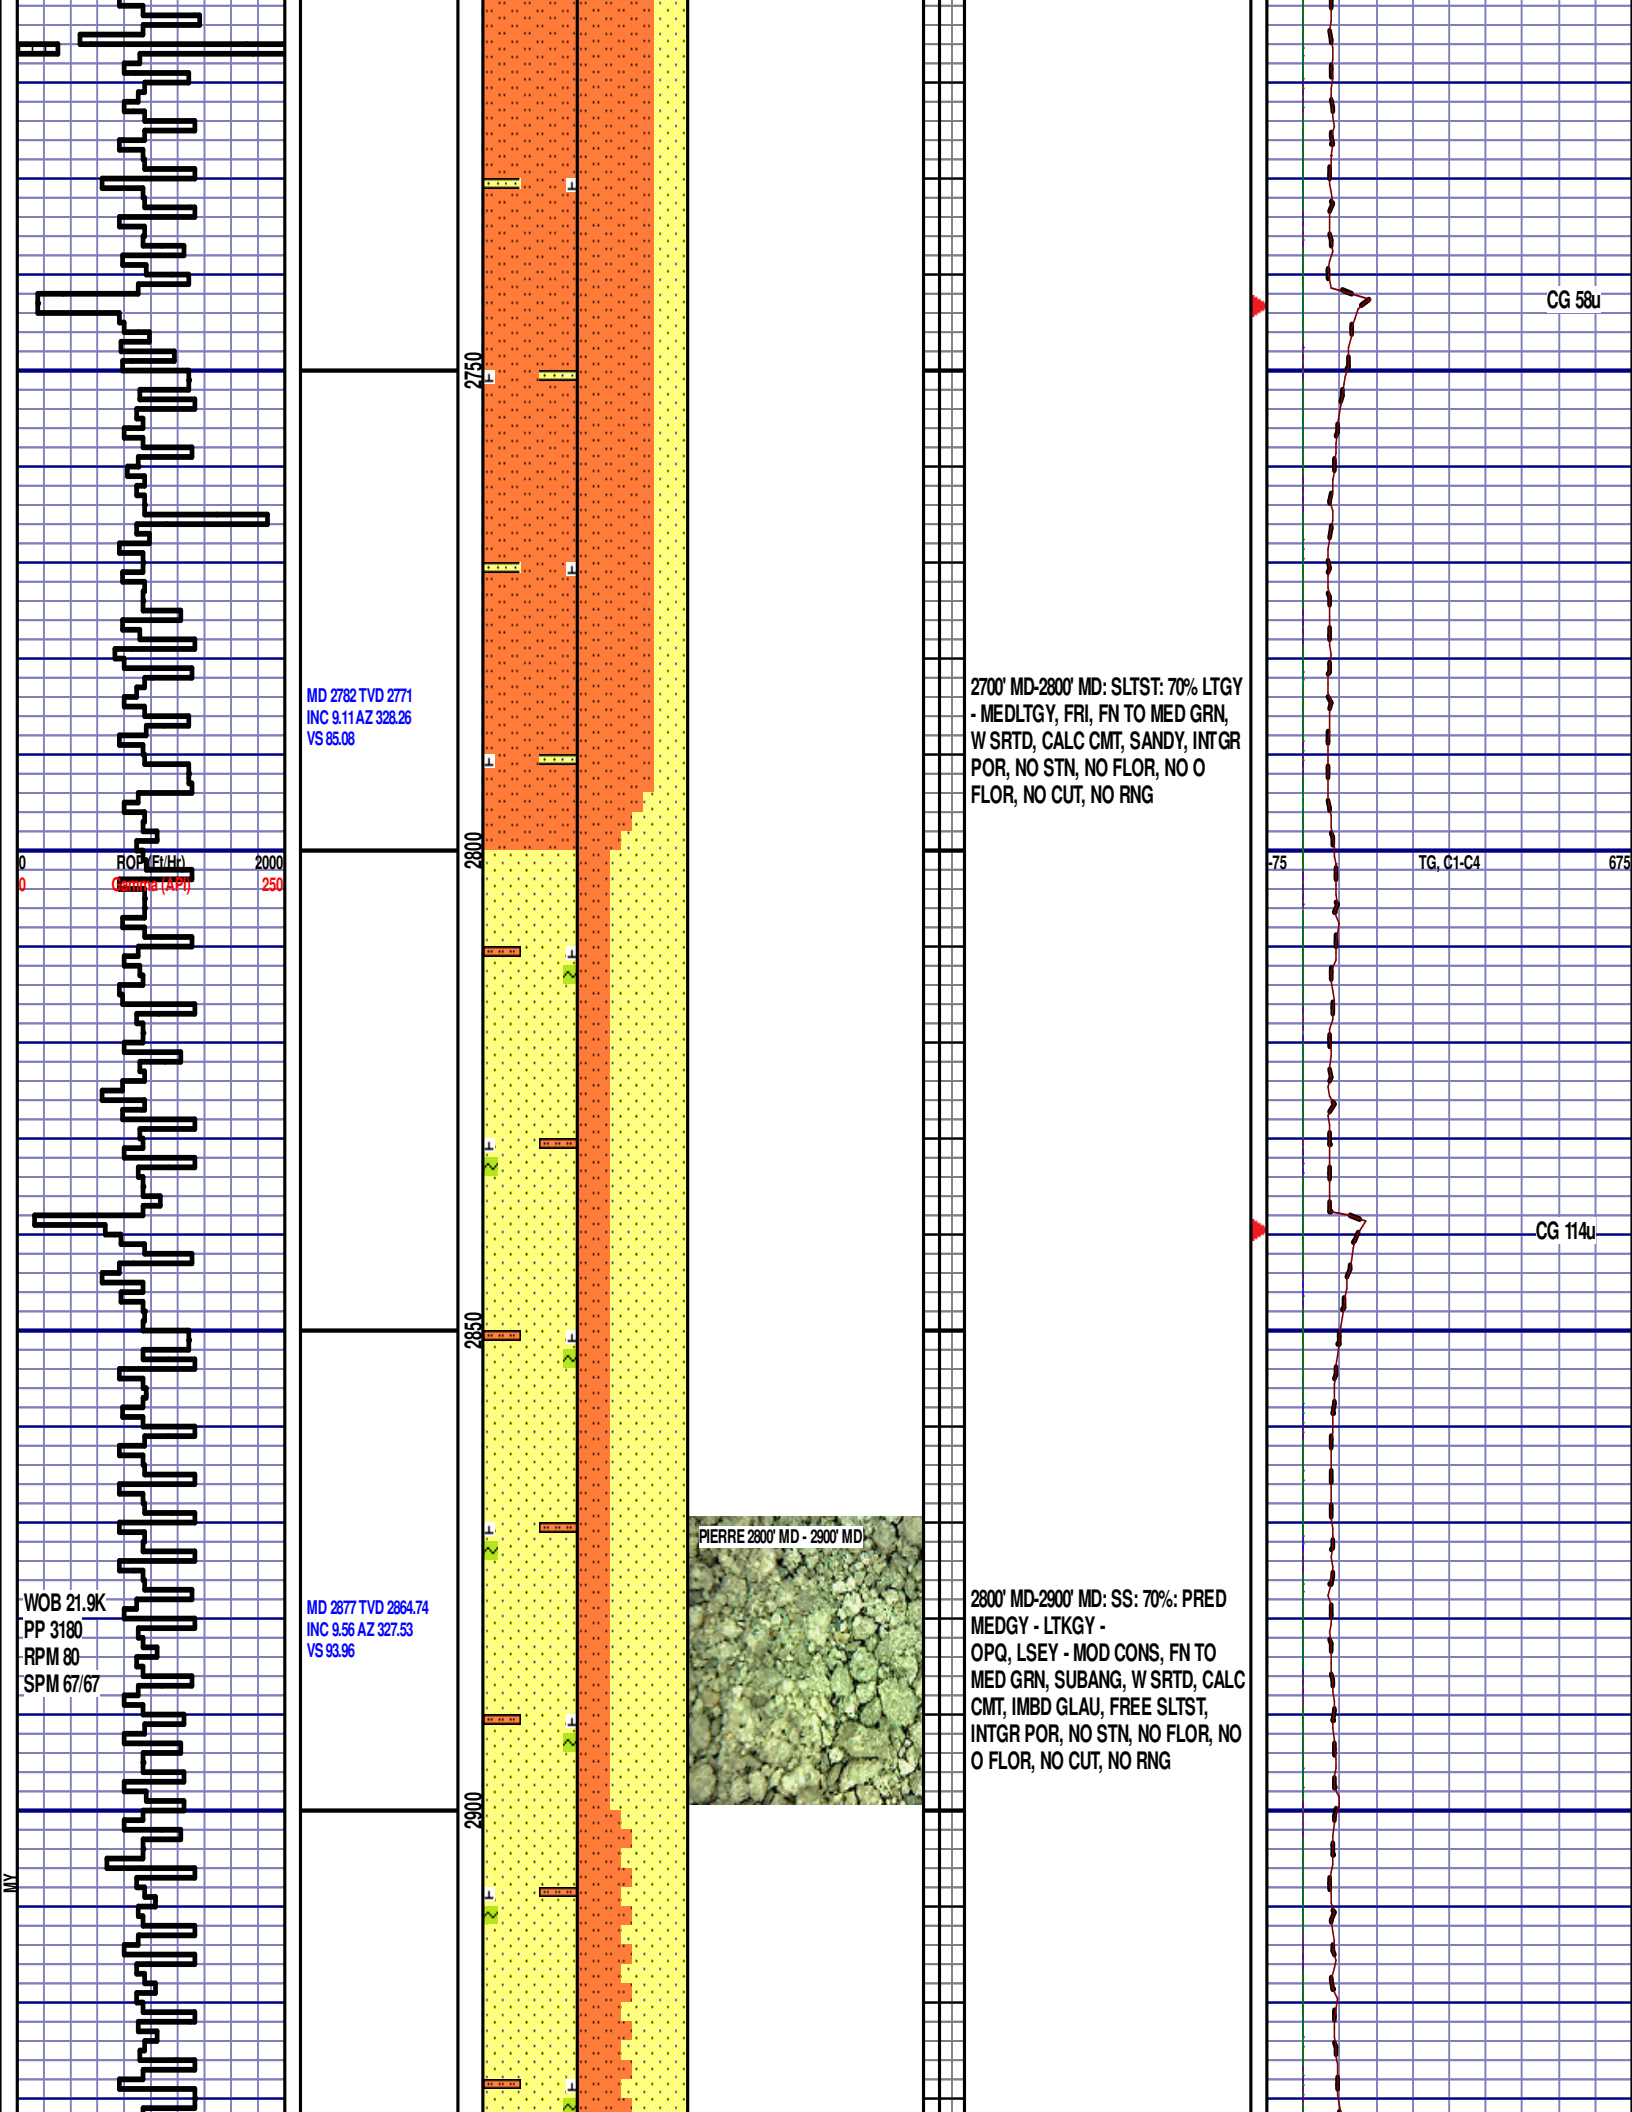 CG 58u
2750
MD 2782 TVD 2771
INC 9.11 AZ 328.26
VS 85.08
2700' MD-2800' MD: SLTST: 70% LTGY
- MEDLTGY, FRI, FN TO MED GRN,
W SRTD, CALC CMT, SANDY, INTGR
POR, NO STN, NO FLOR, NO O
FLOR, NO CUT, NO RNG
2800
0 ROP (Ft/Hr) 2000
0 Gamma (API) 250
-75 TG, C1-C4 675
CG 114u
2850
PIERRE 2800' MD - 2900' MD
WOB 21.9K
PP 3180
RPM 80
SPM 67/67
MD 2877 TVD 2864.74
INC 9.56 AZ 327.53
VS 93.96
2800' MD-2900' MD: SS: 70%: PRED
MEDGY - LTKGY -
OPQ, LSEY - MOD CONS, FN TO
MED GRN, SUBANG, W SRTD, CALC
CMT, IMBD GLAU, FREE SLTST,
INTGR POR, NO STN, NO FLOR, NO
O FLOR, NO CUT, NO RNG
2900
MY